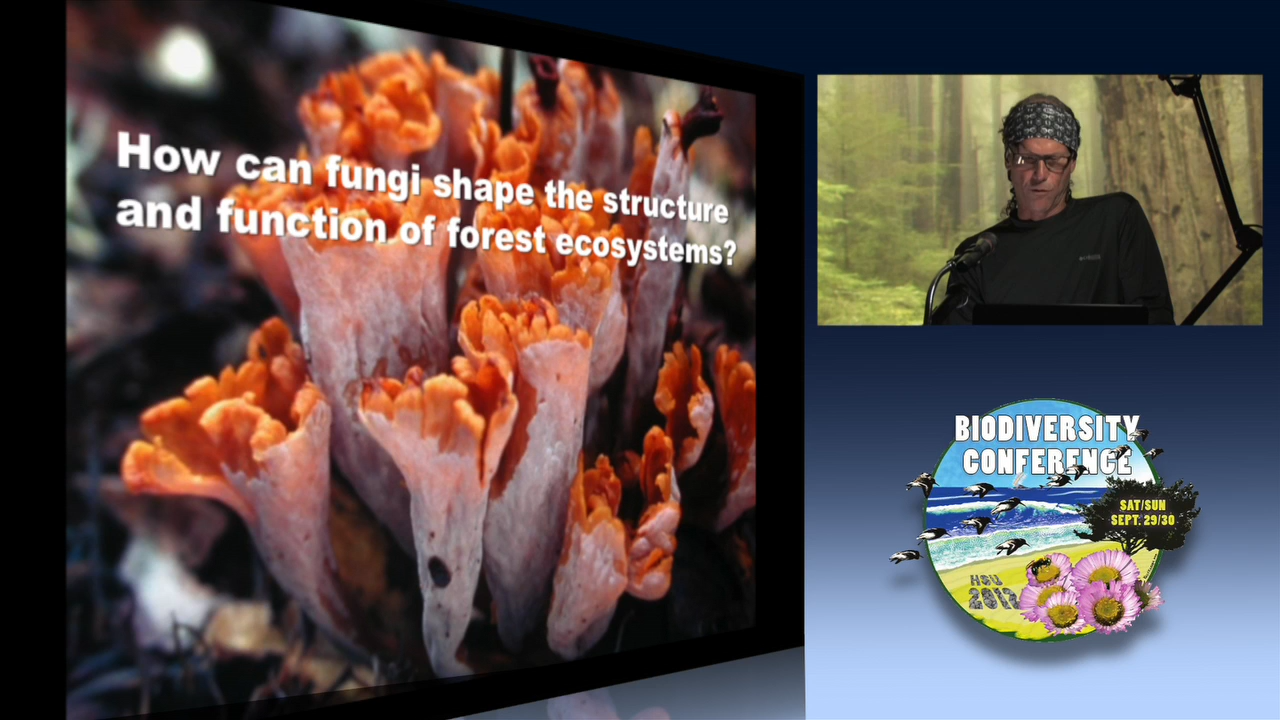 How can fungi shape the structure
and function of forest ecosystems?
BIODIVERSITY
CONFERENCE
SAT/SUN
SEPT. 29/30
HSU
2012